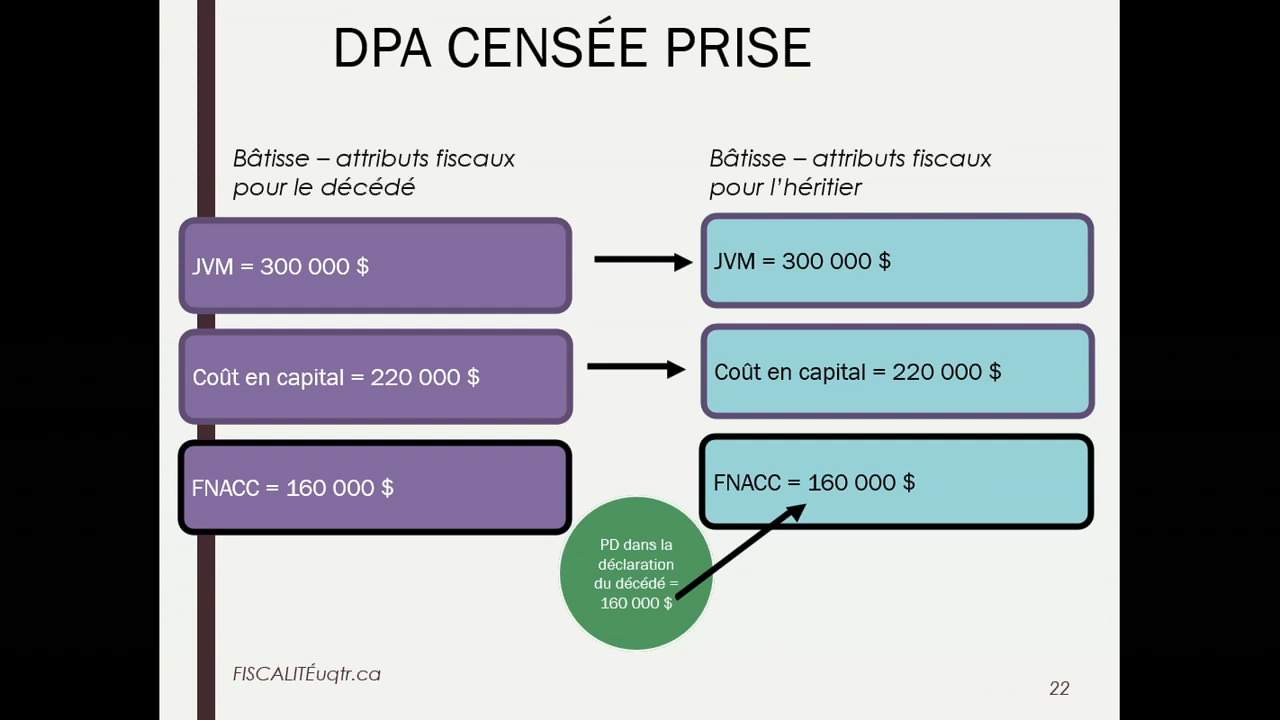 DPA CENSÉE PRISE
Bâtisse – attributs fiscaux
pour le décédé
JVM = 300 000 $
Coût en capital = 220 000 $
FNACC = 160 000 $
Bâtisse – attributs fiscaux
pour l’héritier
JVM = 300 000 $
Coût en capital = 220 000 $
FNACC = 160 000 $
PD dans la
déclaration
du décédé =
160 000 $
FISCALITÉuqtr.ca
22